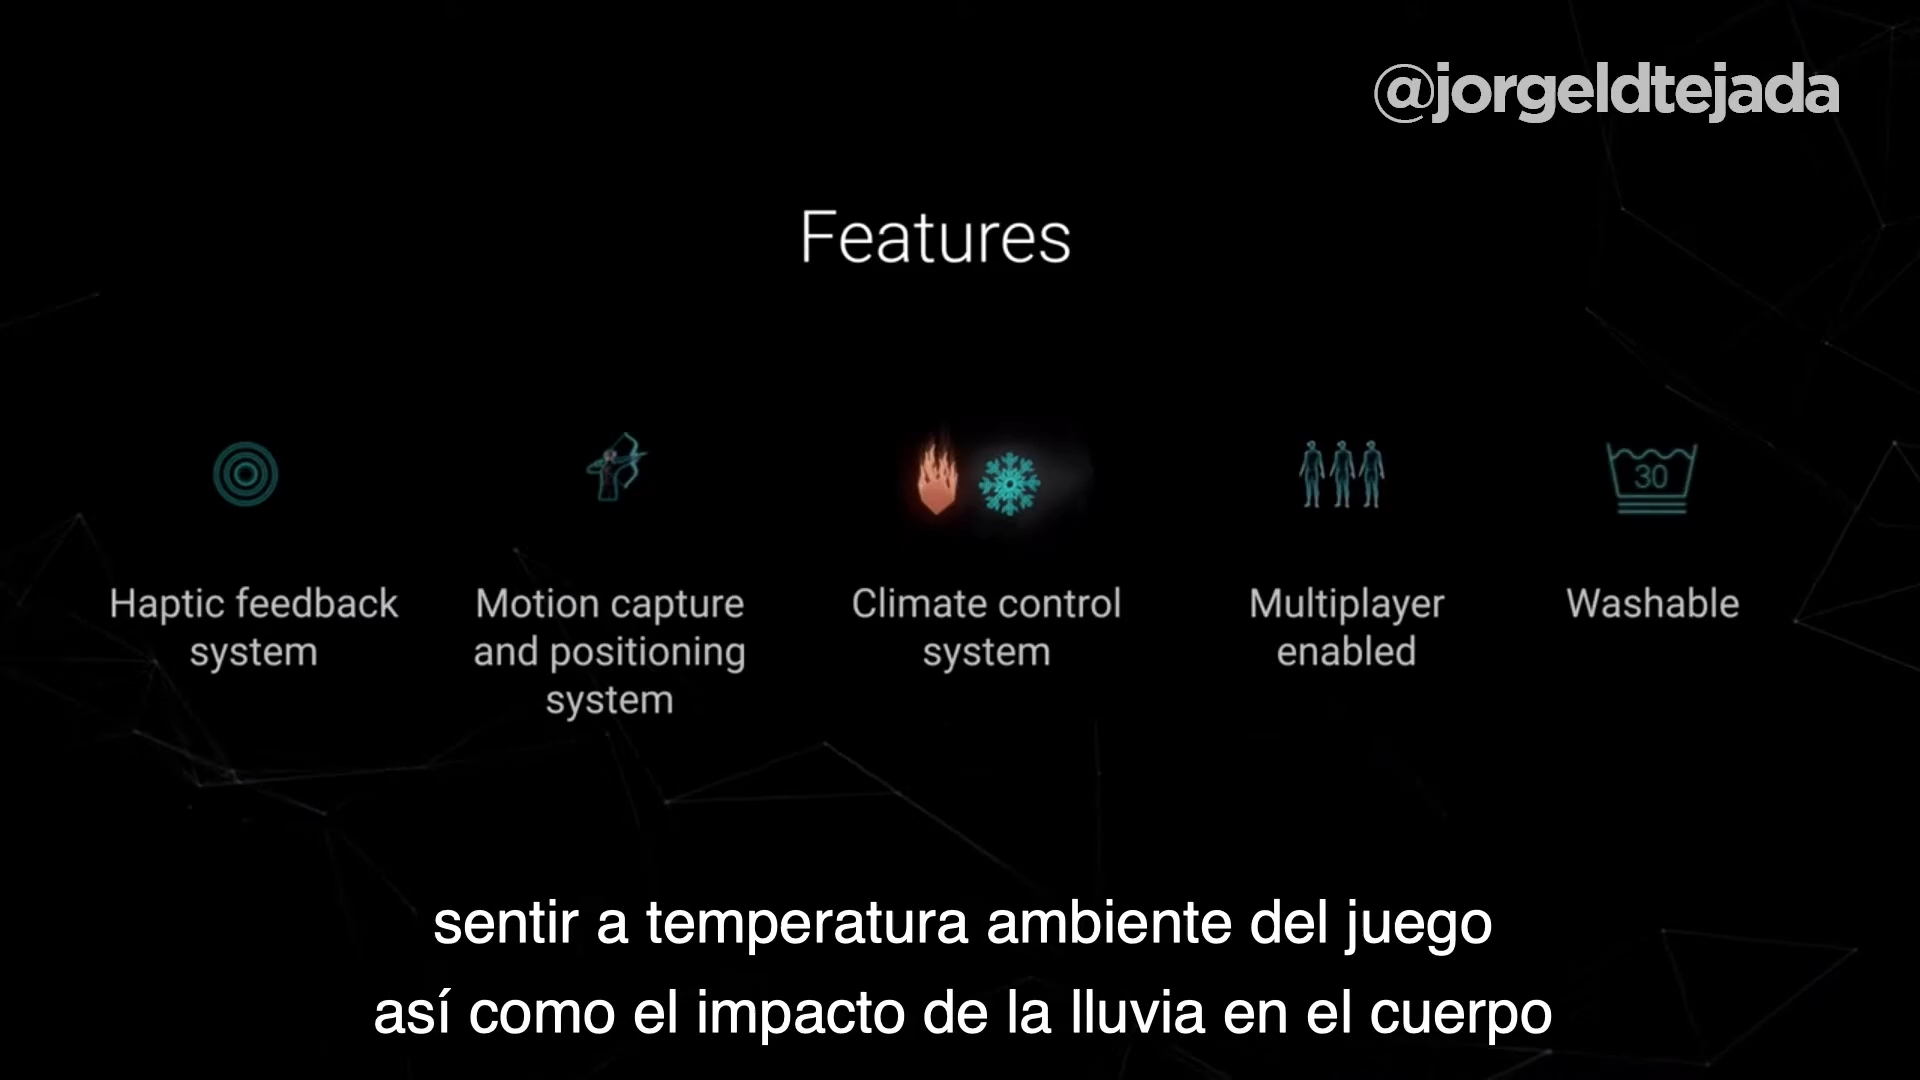 @jorgeldtejada
Features
30
Haptic feedback
system
Motion capture
and positioning
system
Climate control
system
Multiplayer
enabled
Washable
sentir a temperatura ambiente del juego
así como el impacto de la lluvia en el cuerpo